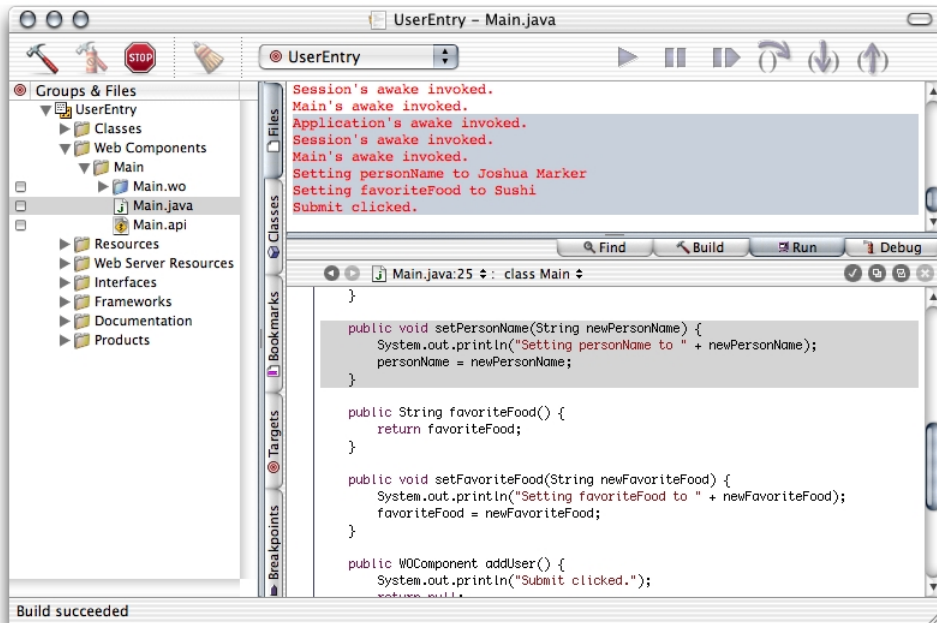 UserEntry – Main.java
STOP
UserEntry
Groups & Files
UserEntry
Classes
Web Components
Main
Main.wo
Main.java
Main.api
Resources
Web Server Resources
Interfaces
Frameworks
Documentation
Products
Files
Classes
Bookmarks
Targets
Breakpoints
Session's awake invoked.
Main's awake invoked.
Application's awake invoked.
Session's awake invoked.
Main's awake invoked.
Setting personName to Joshua Marker
Setting favoriteFood to Sushi
Submit clicked.
Find Build Run Debug
Main.java:25 : class Main
}
public void setPersonName(String newPersonName) {
System.out.println("Setting personName to " + newPersonName);
personName = newPersonName;
}
public String favoriteFood() {
return favoriteFood;
}
public void setFavoriteFood(String newFavoriteFood) {
System.out.println("Setting favoriteFood to " + newFavoriteFood);
favoriteFood = newFavoriteFood;
}
public WOComponent addUser() {
System.out.println("Submit clicked.");
return null;
Build succeeded